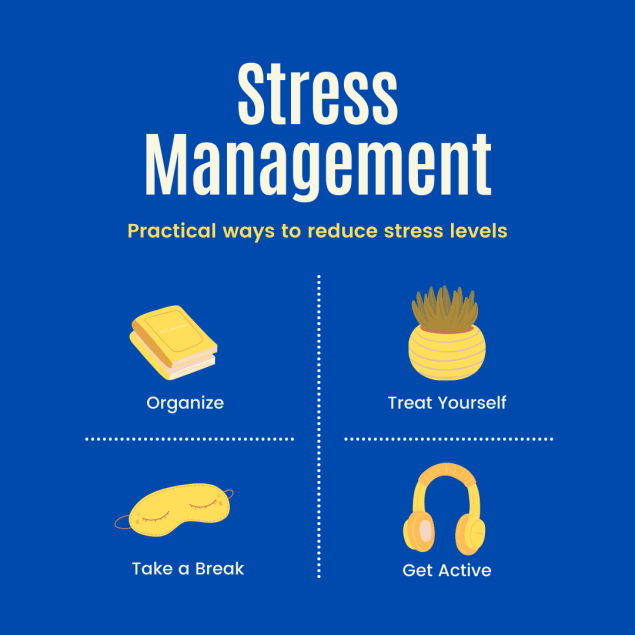 Stress
Management
Practical ways to reduce stress levels
Organize
Treat Yourself
Take a Break
Get Active